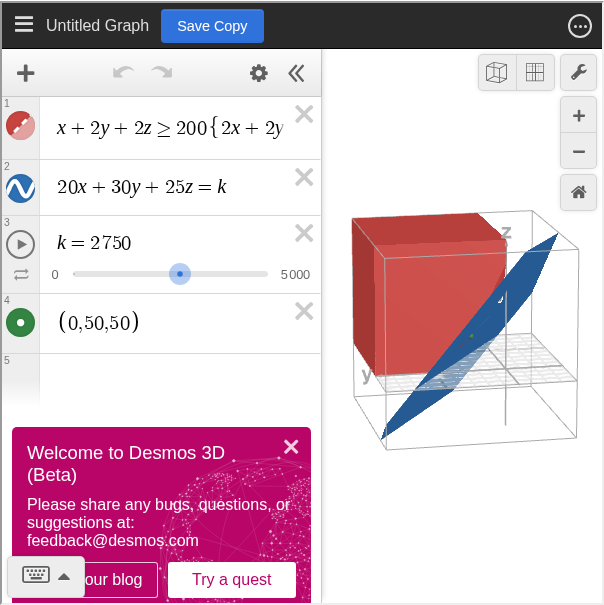 Untitled Graph
Save Copy
1
x + 2y + 2z ≥ 200{2x + 2y
2
20x + 30y + 25z = k
3
k = 2750
0
5000
4
(0,50,50)
5
z
y
Welcome to Desmos 3D
(Beta)
Please share any bugs, questions, or
suggestions at:
feedback@desmos.com
our blog
Try a quest